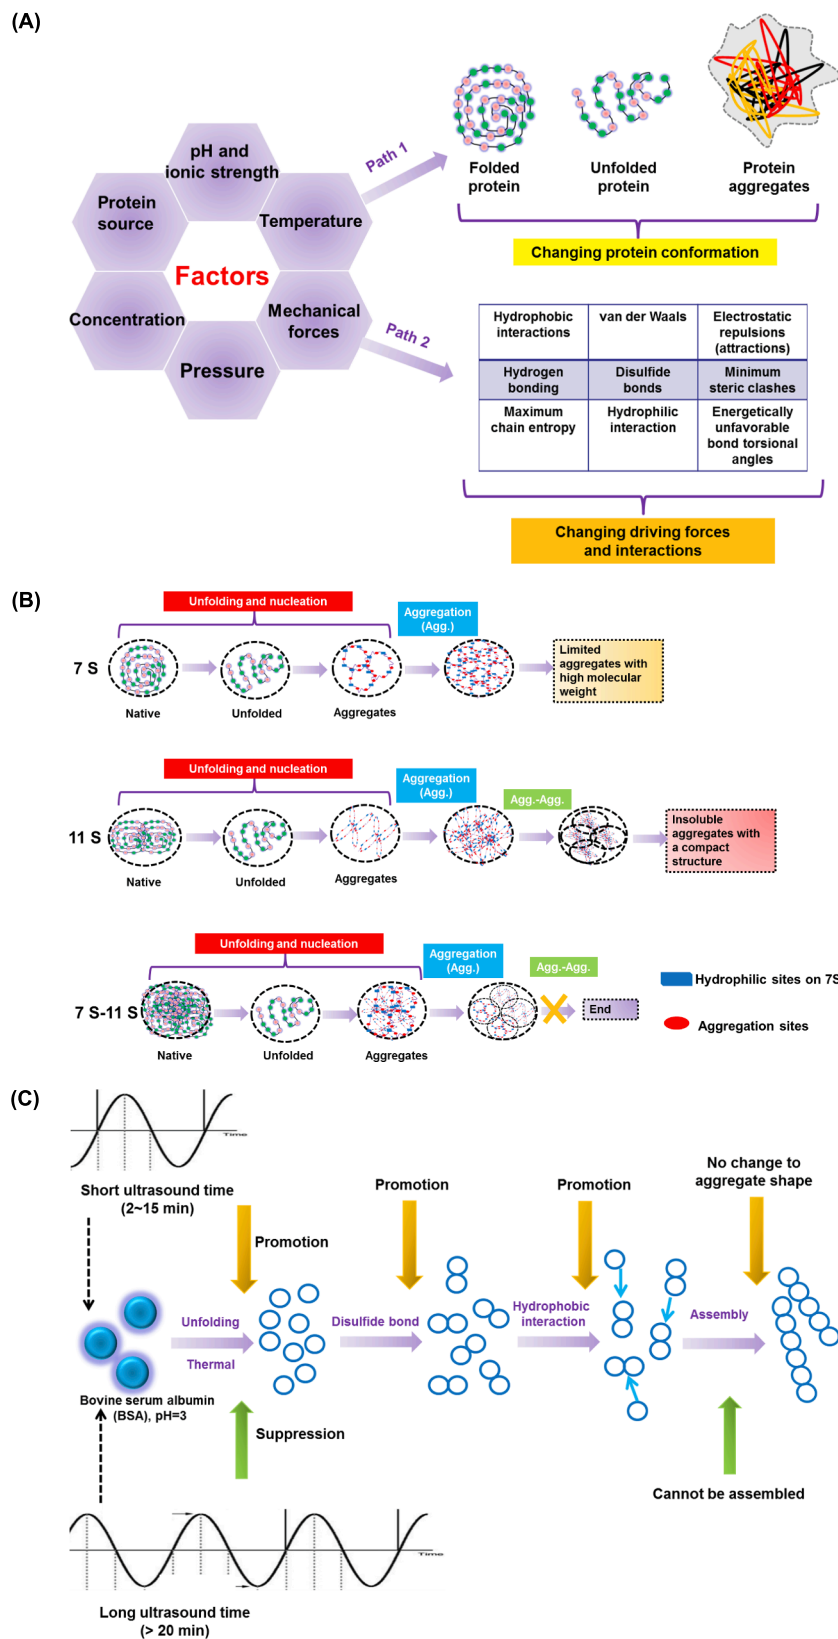 (A)
pH and
ionic strength
Protein
source
Temperature
Factors
Concentration
Mechanical
forces
Pressure
Path 1
Path 2
Folded
protein
Unfolded
protein
Protein
aggregates
Changing protein conformation
Hydrophobic
interactions
van der Waals
Electrostatic
repulsions
(attractions)
Hydrogen
bonding
Disulfide
bonds
Minimum
steric clashes
Maximum
chain entropy
Hydrophilic
interaction
Energetically
unfavorable
bond torsional
angles
Changing driving forces
and interactions
(B)
Unfolding and nucleation
Aggregation
(Agg.)
7 S
Native
Unfolded
Aggregates
Limited
aggregates with
high molecular
weight
Unfolding and nucleation
Aggregation
(Agg.)
Agg.-Agg.
11 S
Native
Unfolded
Aggregates
Insoluble
aggregates with
a compact
structure
Unfolding and nucleation
Aggregation
(Agg.)
Agg.-Agg.
7 S-11 S
Native
Unfolded
Aggregates
End
Hydrophilic sites on 7S
Aggregation sites
(C)
Time
Short ultrasound time
(2~15 min)
Promotion
Promotion
Promotion
No change to
aggregate shape
Unfolding
Thermal
Disulfide bond
Hydrophobic
interaction
Assembly
Bovine serum albumin
(BSA), pH=3
Suppression
Cannot be assembled
Time
Long ultrasound time
(> 20 min)